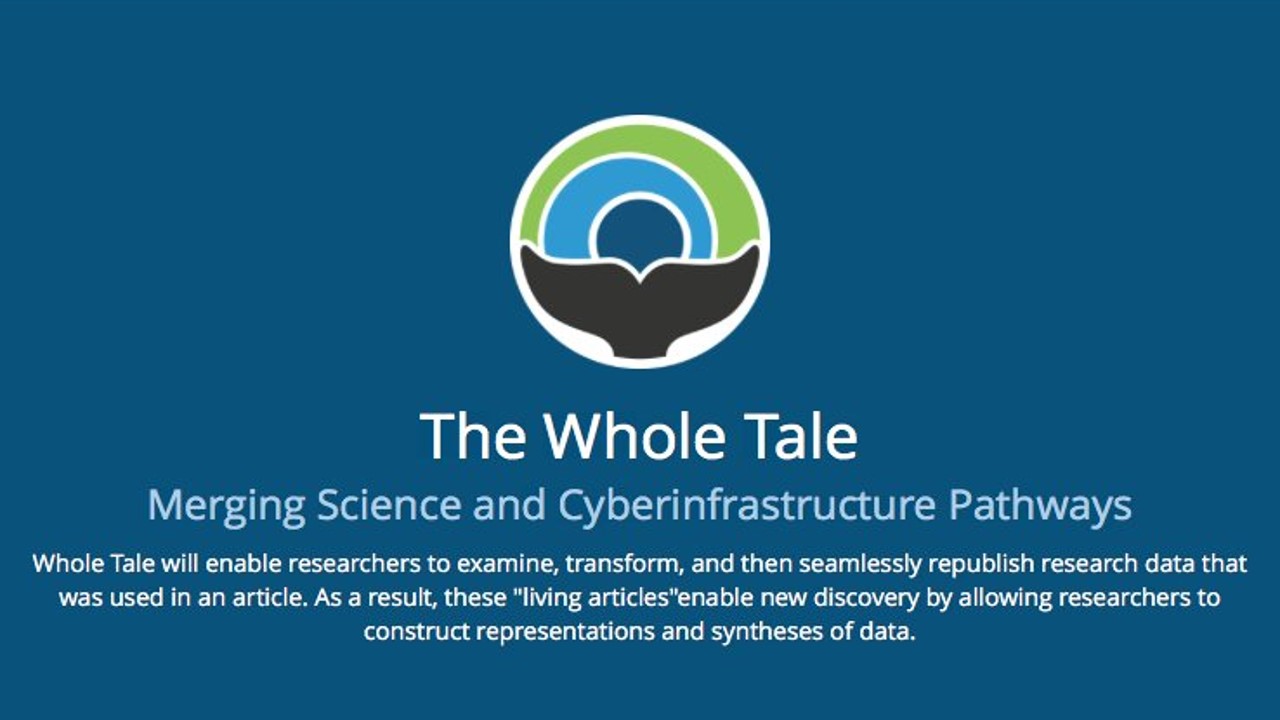 The Whole Tale
Merging Science and Cyberinfrastructure Pathways
Whole Tale will enable researchers to examine, transform, and then seamlessly republish research data that
was used in an article. As a result, these "living articles"enable new discovery by allowing researchers to
construct representations and syntheses of data.